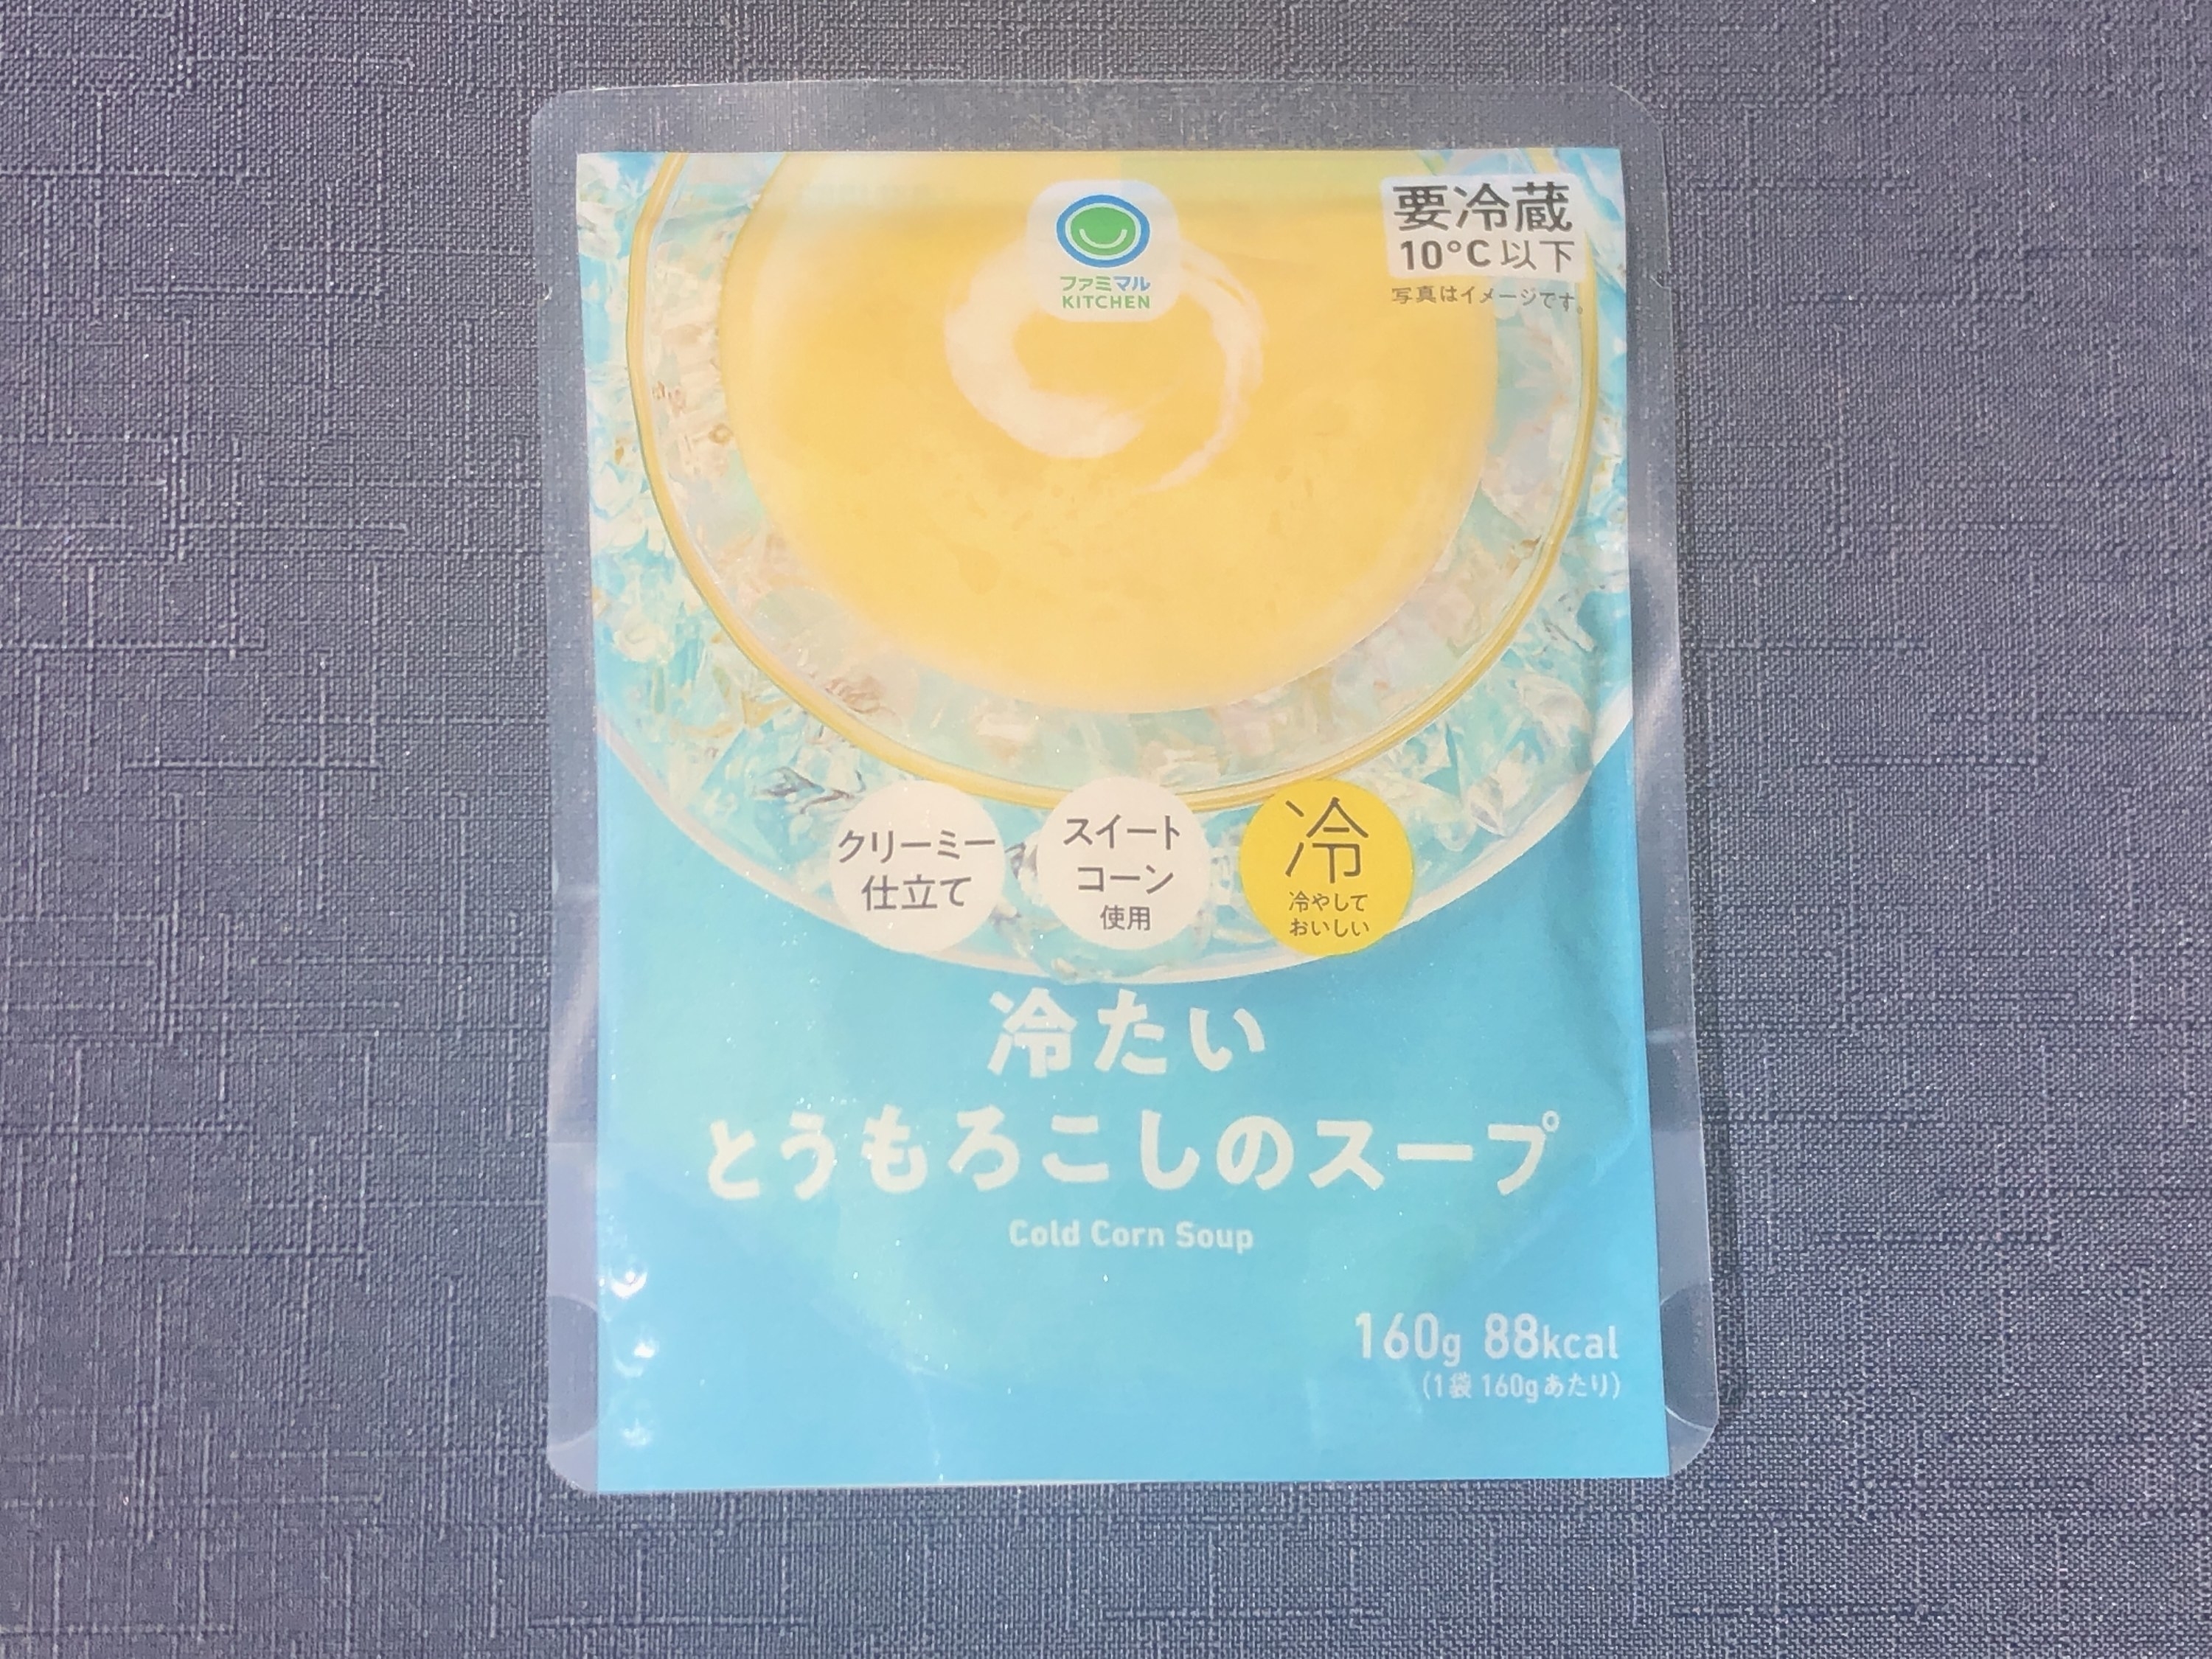 ファミマル
KITCHEN
要冷蔵
10°C以下
写真はイメージです。
クリーミー
仕立て
スイート
コーン
使用
冷
冷やして
おいしい
冷たい
とうもろこしのスープ
Cold Corn Soup
160g 88kcal
(1袋 160gあたり)